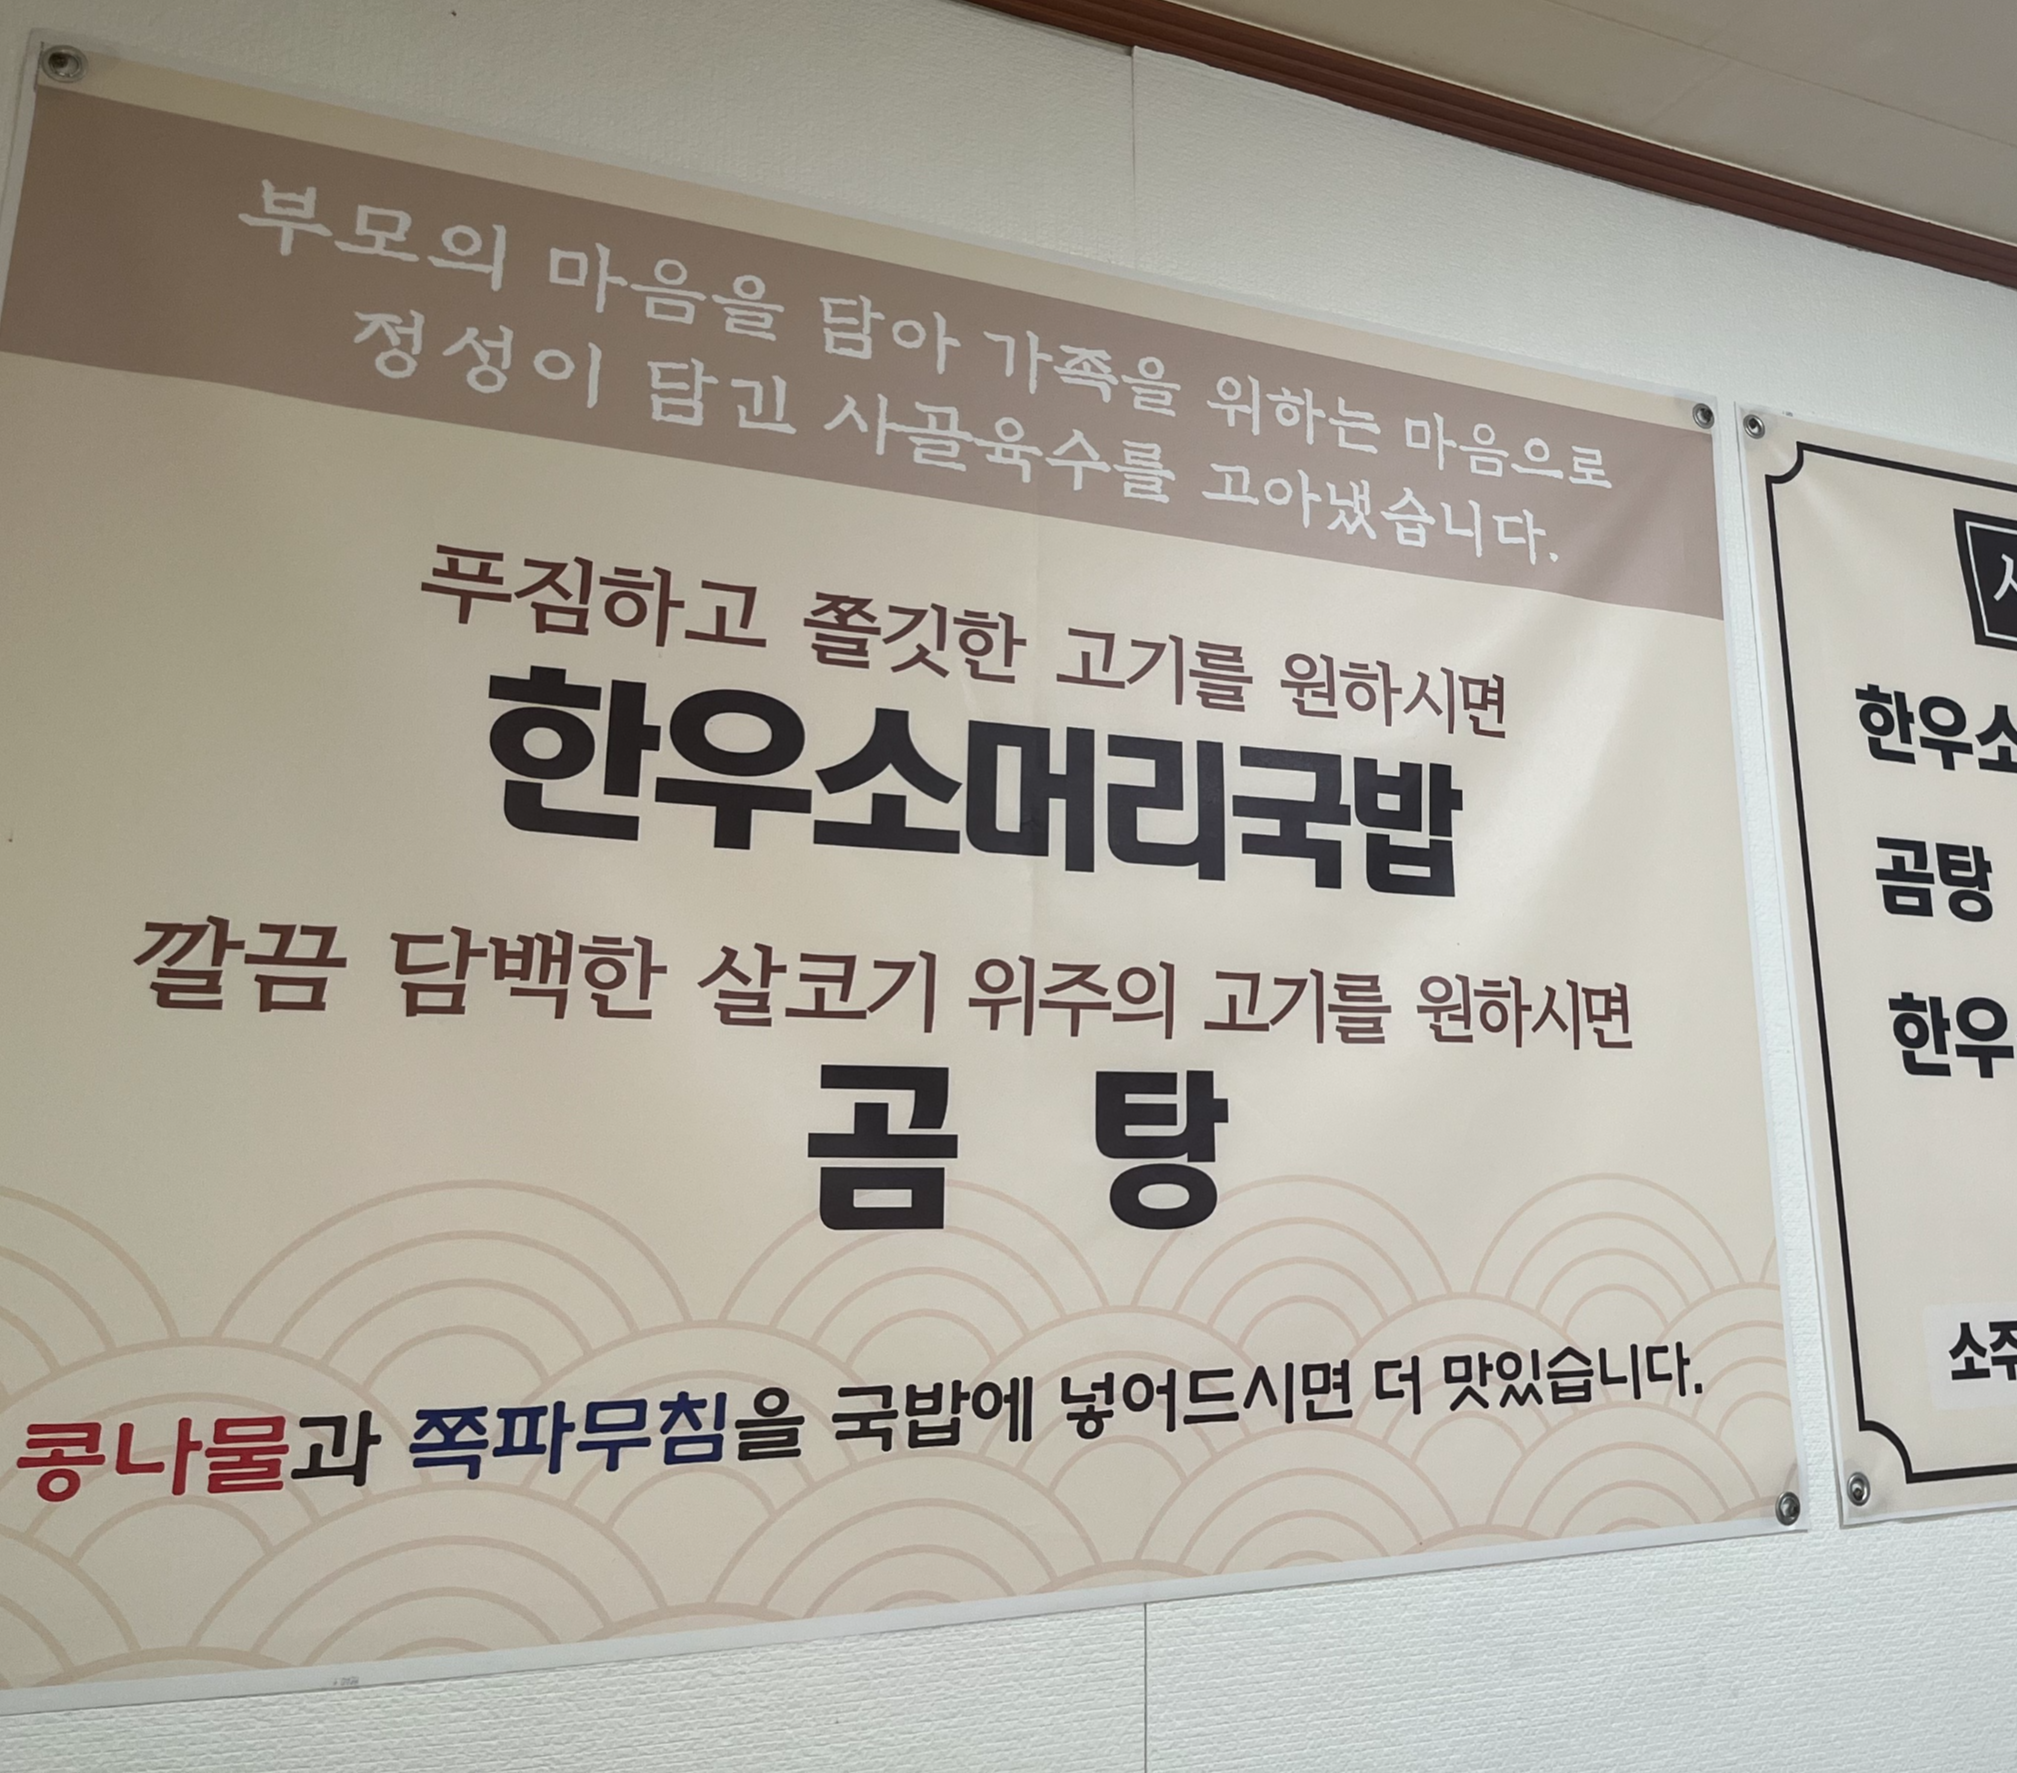 부모의 마음을 담아 가족을 위하는 마음으로
정성이 담긴 사골육수를 고아냈습니다.
푸짐하고 쫄깃한 고기를 원하시면
한우소머리국밥
깔끔 담백한 살코기 위주의 고기를 원하시면
곰 탕
콩나물과 쪽파무침을 국밥에 넣어드시면 더 맛있습니다.
한우소
곰탕
한우
소주